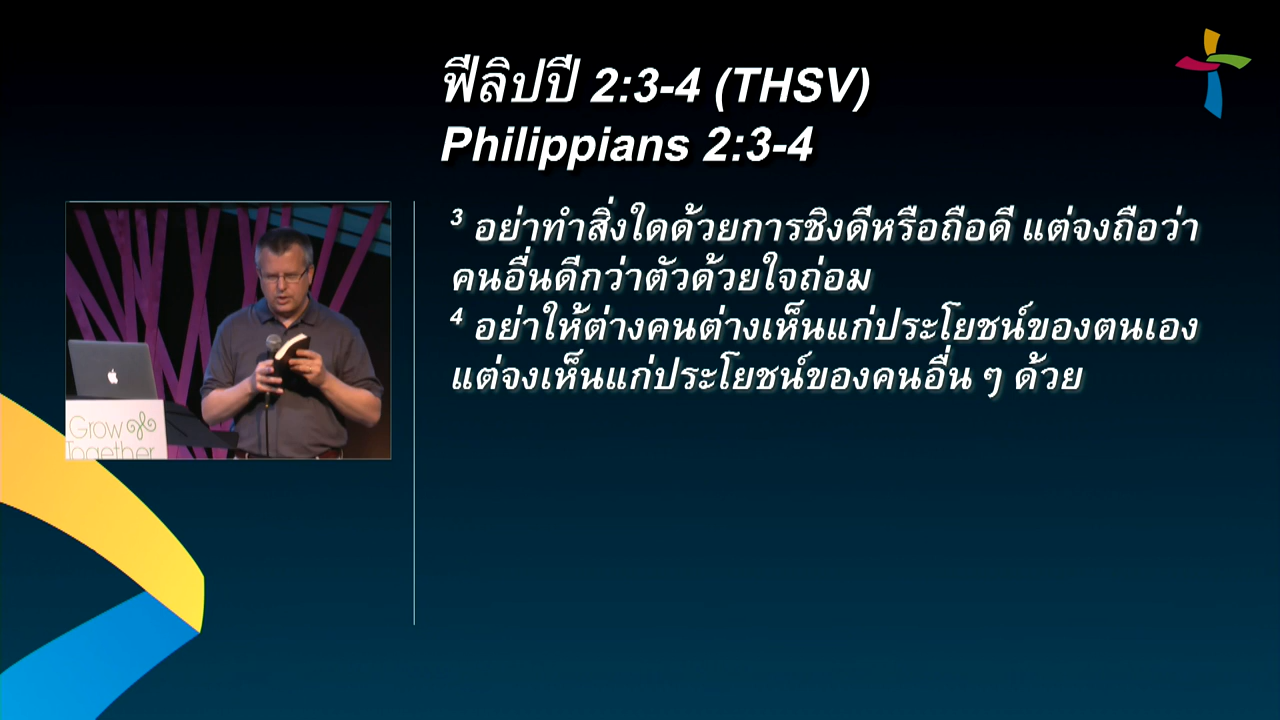 ฟีลิปปี 2:3-4 (THSV)
Philippians 2:3-4
3 อย่าทำสิ่งใดด้วยการชิงดีหรือถือดี แต่จงถือว่า
คนอื่นดีกว่าตัวด้วยใจถ่อม
4 อย่าให้ต่างคนต่างเห็นแก่ประโยชน์ของตนเอง
แต่จงเห็นแก่ประโยชน์ของคนอื่น ๆ ด้วย
Grow
Together